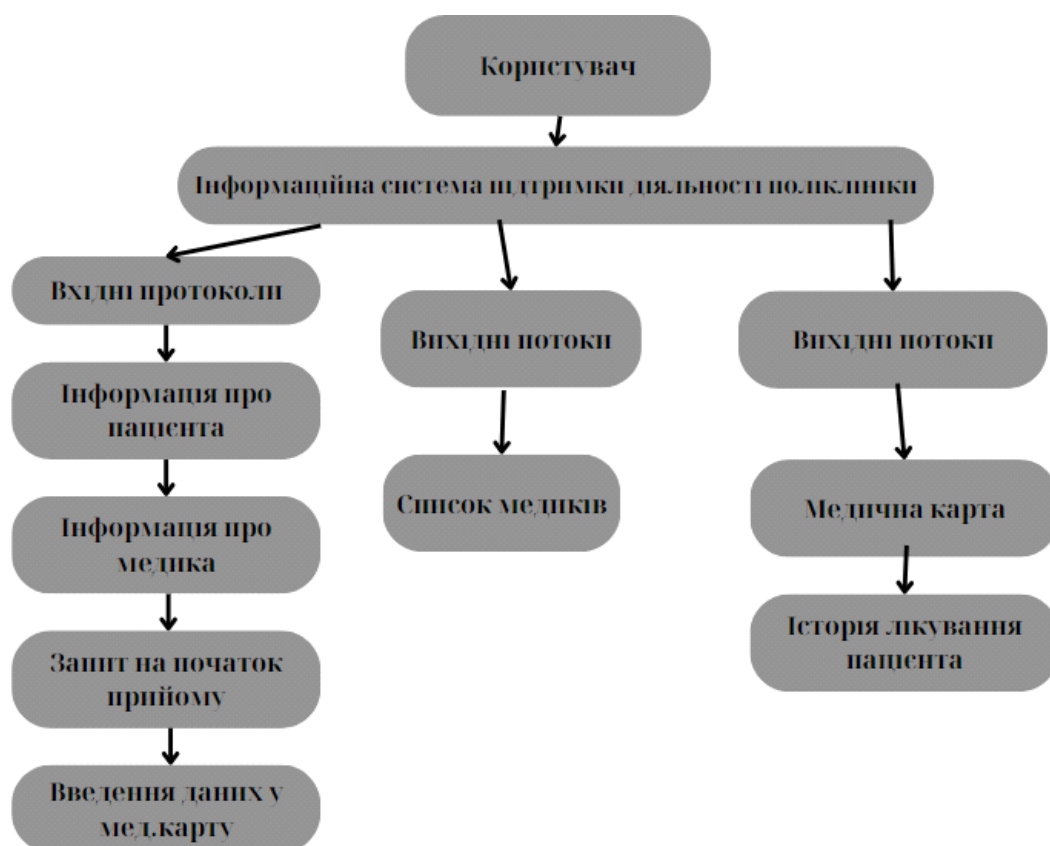 Користувач
Інформаційна система підтримки діяльності поліклініки
Вхідні протоколи
Інформація про
пацієнта
Інформація про
медика
Запит на початок
прийому
Введення даних у
мед.карту
Вихідні потоки
Список медиків
Вихідні потоки
Медична карта
Історія лікування
пацієнта